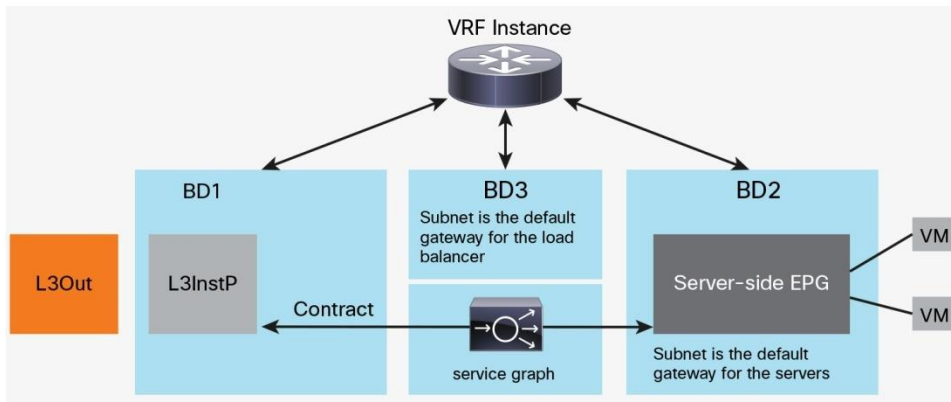 VRF Instance
BD1
BD3
Subnet is the default
gateway for the load
balancer
BD2
L3Out
L3InstP
Contract
service graph
Server-side EPG
Subnet is the default
gateway for the servers
VM
VM